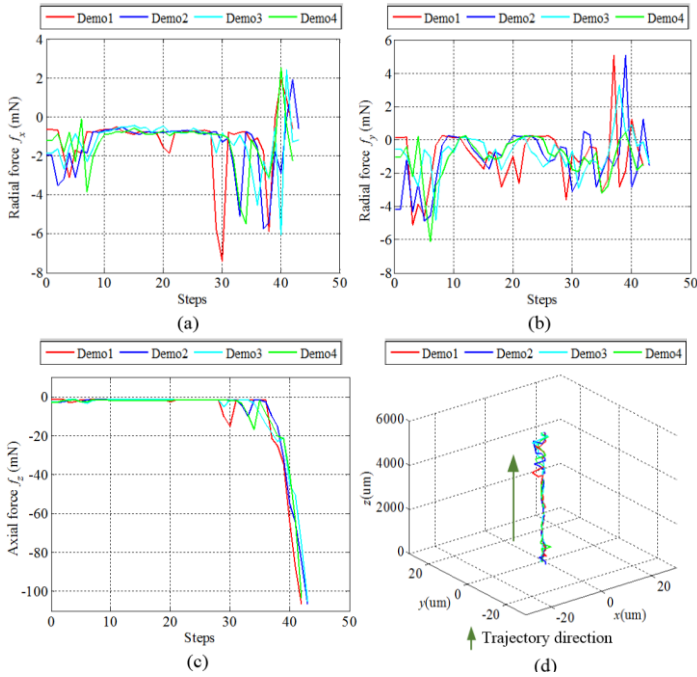 Demo1 Demo2 Demo3 Demo4
Radial force fx (mN)
4
2
0
-2
-4
-6
-8
0 10 20 30 40 50
Steps
(a)
Demo1 Demo2 Demo3 Demo4
Radial force fy (mN)
6
4
2
0
-2
-4
-6
-8
0 10 20 30 40 50
Steps
(b)
Demo1 Demo2 Demo3 Demo4
Axial force fz (mN)
0
-20
-40
-60
-80
-100
0 10 20 30 40 50
Steps
(c)
Demo1 Demo2 Demo3 Demo4
z(um)
6000
4000
2000
0
20
0
-20
y(um)
-20
0
20
x(um)
Trajectory direction
(d)